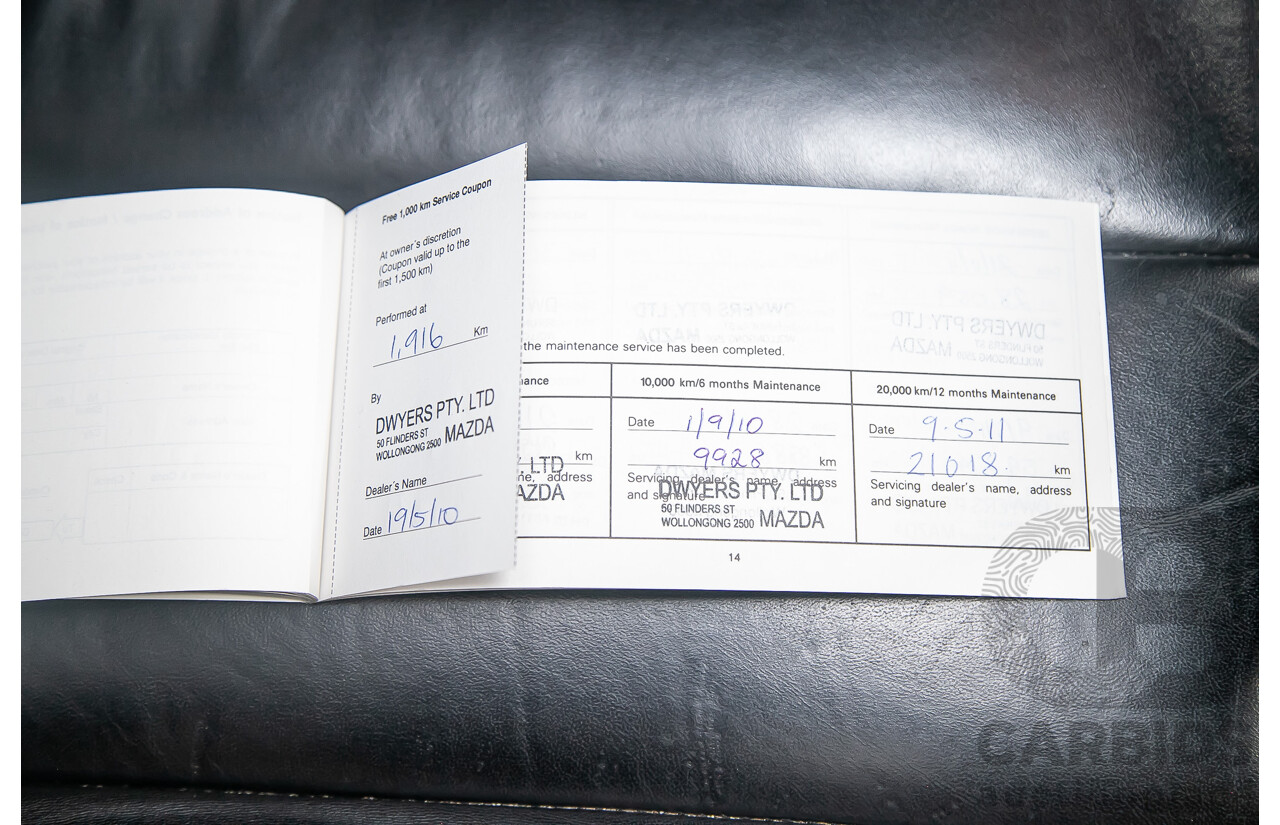 Free 1,000 km Service Coupon
At owner's discretion
(Coupon valid up to the
first 1,500 km)
Performed at
1,916 Km
By
DWYERS PTY. LTD
50 FLINDERS ST
WOLLONGONG 2500 MAZDA
Dealer's Name
Date 19/5/10
the maintenance service has been completed.
10,000 km/6 months Maintenance
Date 1/9/10
9928 km
Servicing dealer's name, address
and signature
DWYERS PTY. LTD
50 FLINDERS ST
WOLLONGONG 2500 MAZDA
20,000 km/12 months Maintenance
Date 9.5.11
21018. km
Servicing dealer's name, address
and signature
km
LTD
14
CARBIDS